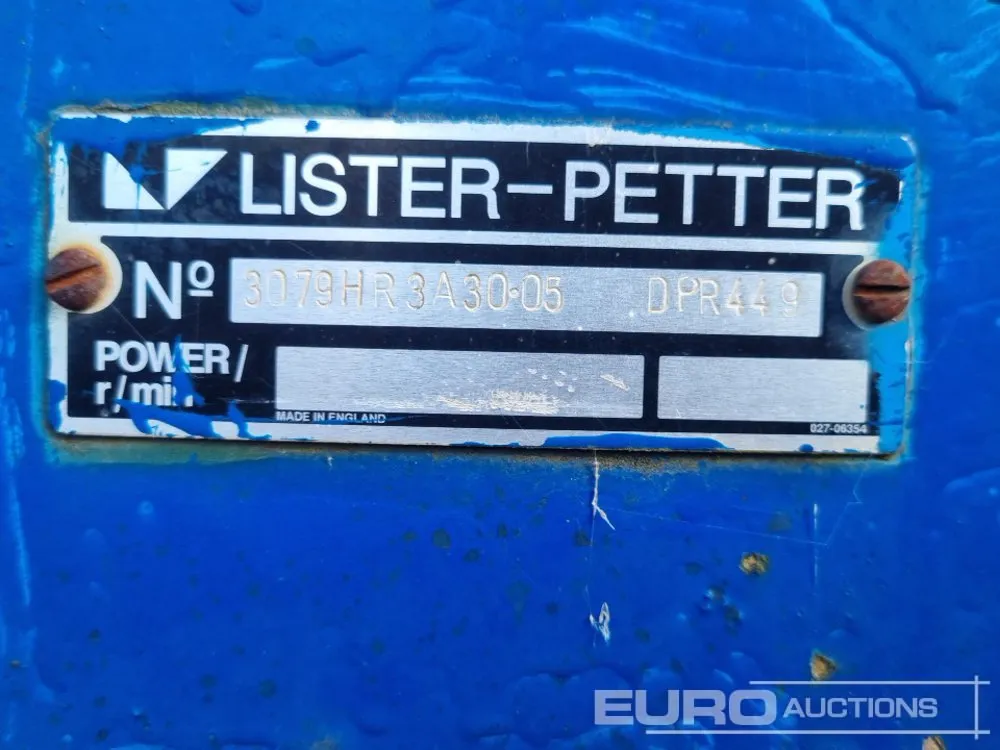 LISTER-PETTER
Nº 3079HR3A30·05 DPR449
POWER/
r/min
MADE IN ENGLAND
027-06354
EURO AUCTIONS